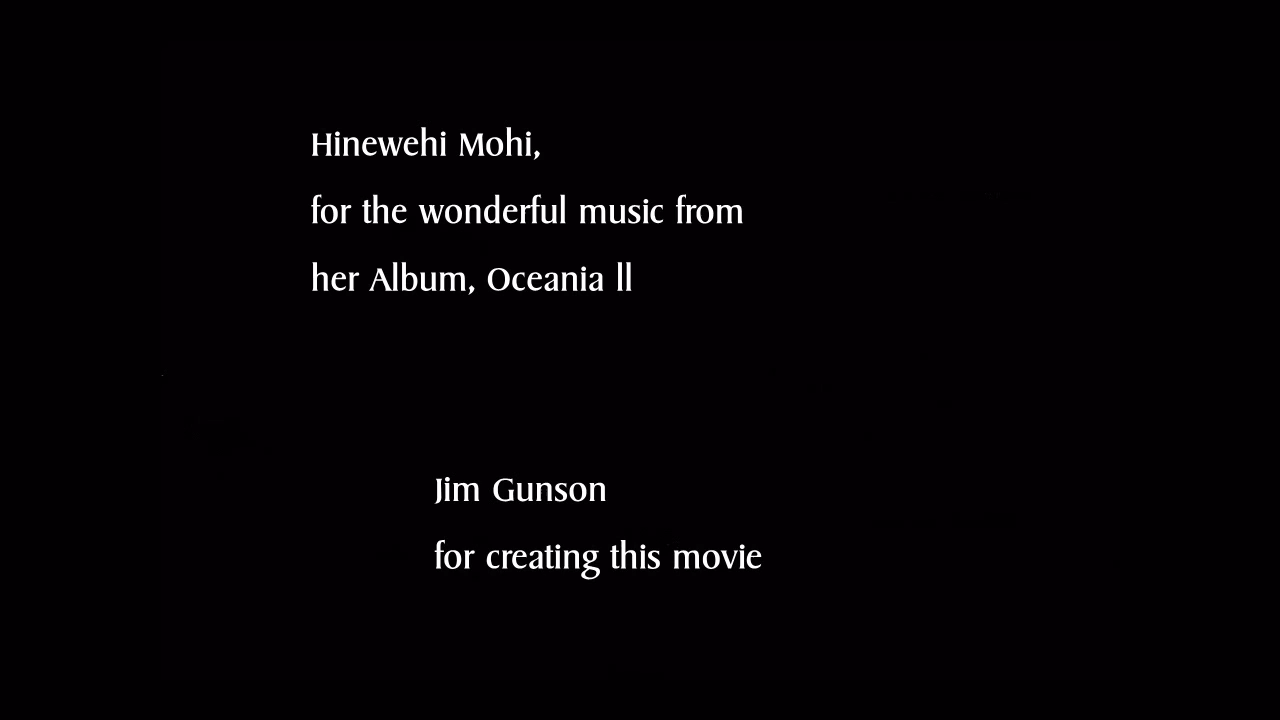 Hinewehi Mohi,
for the wonderful music from
her Album, Oceania ll
Jim Gunson
for creating this movie